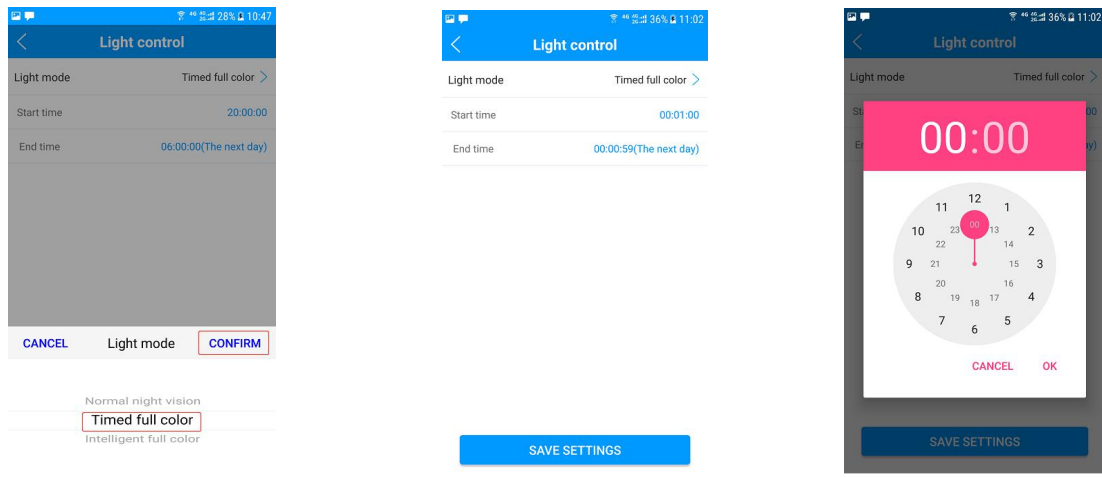 28% 10:47
Light control
Light mode Timed full color
Start time 20:00:00
End time 06:00:00(The next day)
CANCEL Light mode CONFIRM
Normal night vision
Timed full color
Intelligent full color
36% 11:02
Light control
Light mode Timed full color
Start time 00:01:00
End time 00:00:59(The next day)
SAVE SETTINGS
36% 11:02
Light control
Light mode Timed full color
00:00
12
11 1
23 00 13
10 2
22 14
9 21 15 3
20 16
8 19 17 4
18
7 5
6
CANCEL OK
SAVE SETTINGS